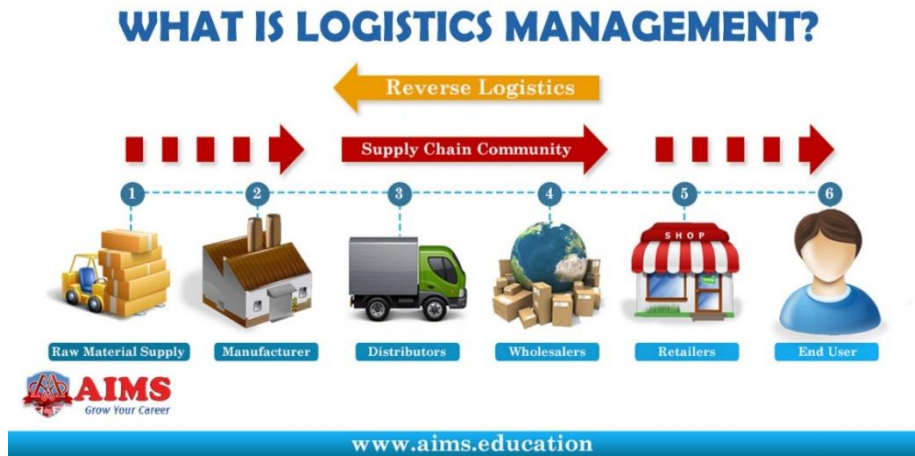 WHAT IS LOGISTICS MANAGEMENT?
Reverse Logistics
Supply Chain Community
1 2 3 4 5 6
SHOP
Raw Material Supply Manufacturer Distributors Wholesalers Retailers End User
AIMS
Grow Your Career
www.aims.education